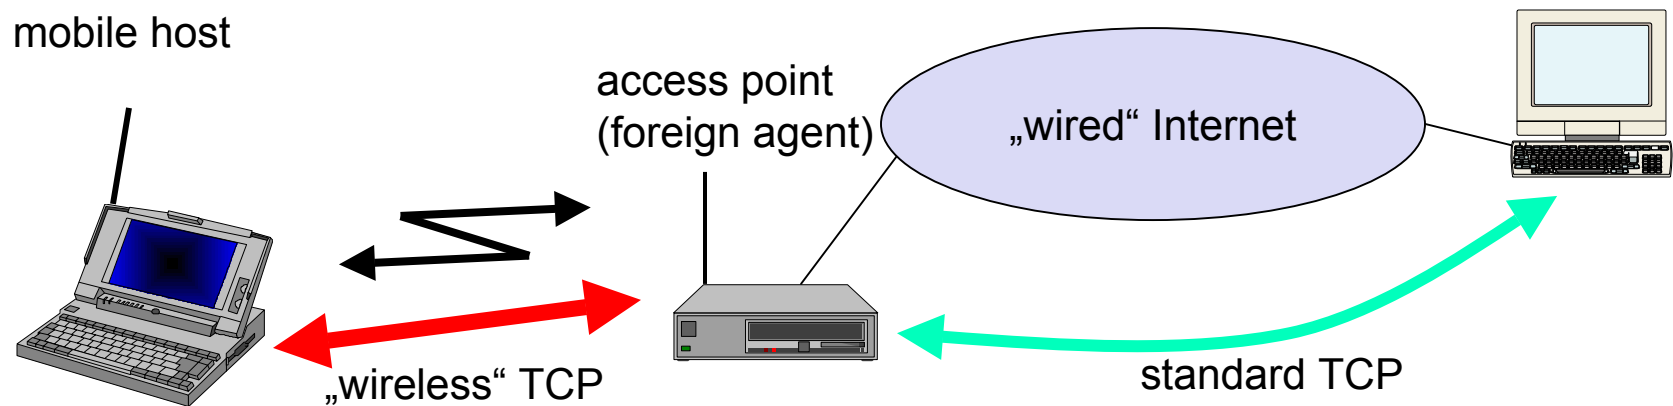 mobile host
access point
(foreign agent)
„wired“ Internet
„wireless“ TCP
standard TCP